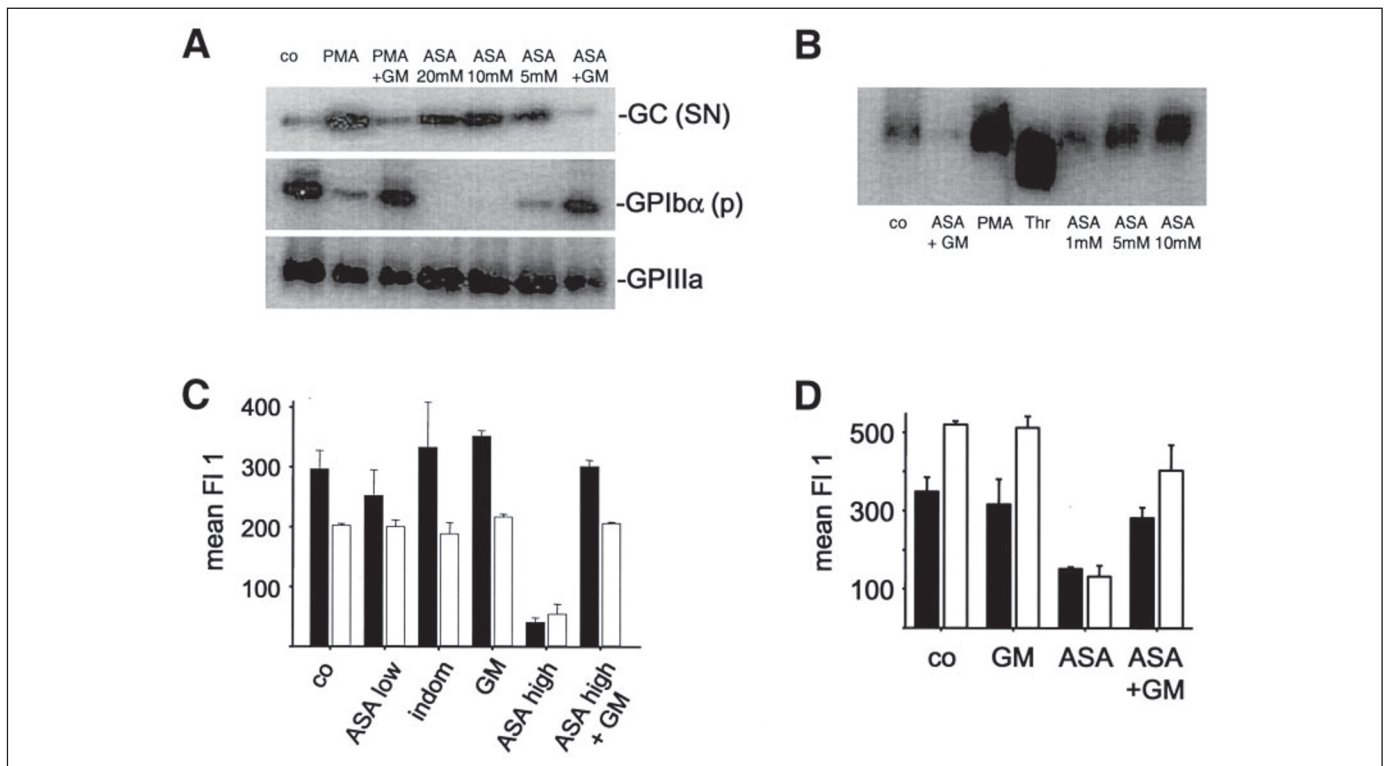 A
co PMA PMA ASA ASA ASA ASA
+GM 20mM 10mM 5mM +GM
-GC (SN)
-GPIbα (p)
-GPIIIa
B
co ASA PMA Thr ASA ASA ASA
+ GM 1mM 5mM 10mM
C
400
300
200
100
mean Fl 1
co
ASA low
indom
GM
ASA high
ASA high
+ GM
D
500
300
100
mean Fl 1
co GM ASA ASA
+GM